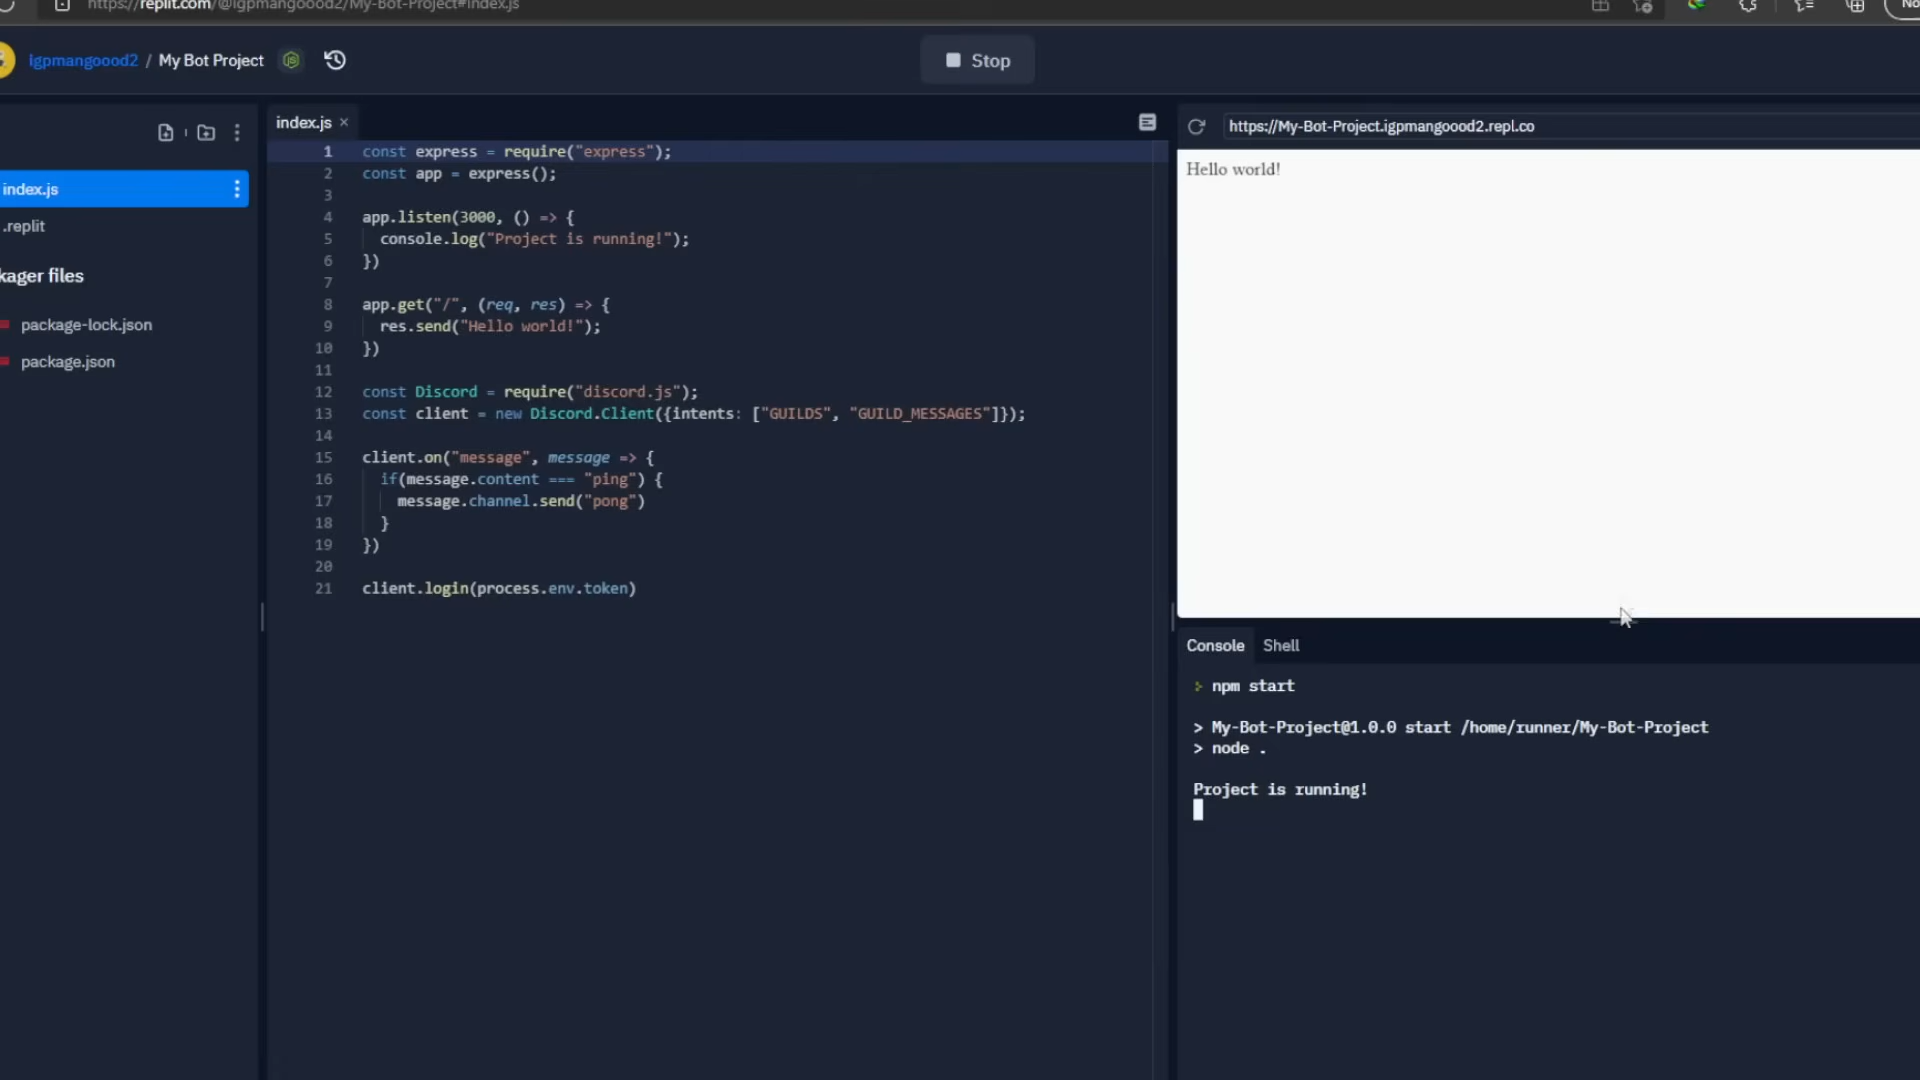 https://replit.com/@igpmangoood2/My-Bot-Project#index.js
No
igpmangoood2 / My Bot Project
Stop
index.js
.replit
kager files
package-lock.json
package.json
index.js ×
1 const express = require("express");
2 const app = express();
3
4 app.listen(3000, () => {
5 console.log("Project is running!");
6 })
7
8 app.get("/", (req, res) => {
9 res.send("Hello world!");
10 })
11
12 const Discord = require("discord.js");
13 const client = new Discord.Client({intents: ["GUILDS", "GUILD_MESSAGES"]});
14
15 client.on("message", message => {
16 if(message.content === "ping") {
17 message.channel.send("pong")
18 }
19 })
20
21 client.login(process.env.token)
https://My-Bot-Project.igpmangoood2.repl.co
Hello world!
Console Shell
> npm start
> My-Bot-Project@1.0.0 start /home/runner/My-Bot-Project
> node .
Project is running!